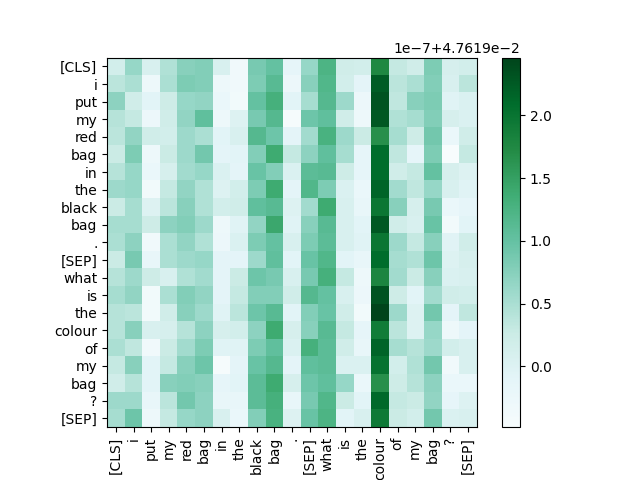 1e-7+4.7619e-2
[CLS]
i
put
my
red
bag
in
the
black
bag
.
[SEP]
what
is
the
colour
of
my
bag
?
[SEP]
2.0
1.5
1.0
0.5
0.0
[CLS]
i
put
my
red
bag
in
the
black
bag
.
[SEP]
what
is
the
colour
of
my
bag
?
[SEP]